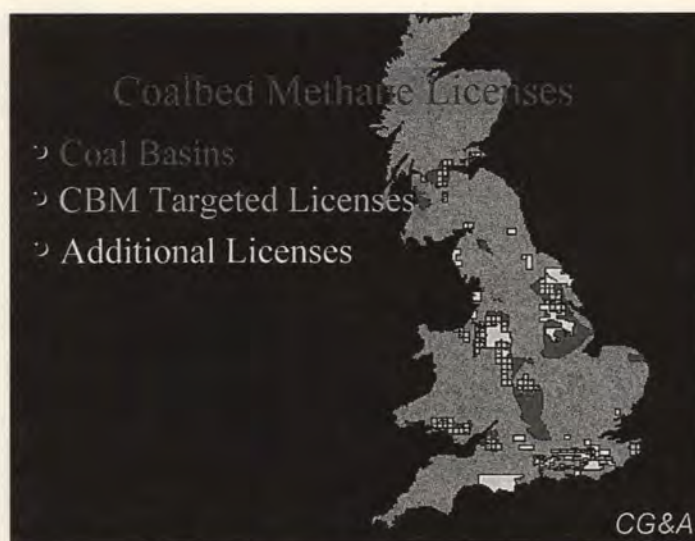 Coalbed Methane Licenses
Coal Basins
CBM Targeted Licenses
Additional Licenses
CG&A